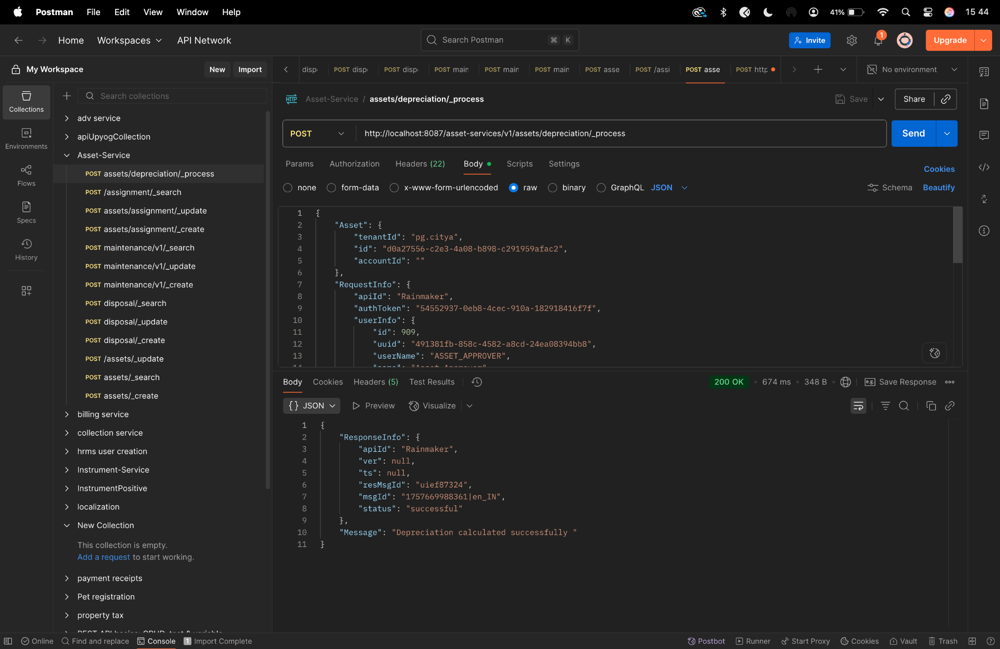 Postman File Edit View Window Help
41% 15 44
Home Workspaces API Network
Search Postman ⌘ K
Invite
1
Upgrade
My Workspace
New Import
disp POST disp POST disp POST main POST main POST main POST asse POST /assi POST asse POST http
No environment
Collections
Environments
Flows
Specs
History
Search collections
adv service
apiUpyogCollection
Asset-Service
POST assets/depreciation/_process
POST /assignment/_search
POST assets/assignment/_update
POST assets/assignment/_create
POST maintenance/v1/_search
POST maintenance/v1/_update
POST maintenance/v1/_create
POST disposal/_search
POST disposal/_update
POST disposal/_create
POST /assets/_update
POST assets/_search
POST assets/_create
billing service
collection service
hrms user creation
Instrument-Service
InstrumentPositive
localization
New Collection
This collection is empty.
Add a request to start working.
payment receipts
Pet registration
property tax
HTTP Asset-Service / assets/depreciation/_process
Save Share
POST http://localhost:8087/asset-services/v1/assets/depreciation/_process
Send
Params Authorization Headers (22) Body Scripts Settings
Cookies
none form-data x-www-form-urlencoded raw binary GraphQL JSON
Schema Beautify
1 {
2 "Asset": {
3 "tenantId": "pg.citya",
4 "id": "d0a27556-c2e3-4a08-b898-c291959afac2",
5 "accountId": ""
6 },
7 "RequestInfo": {
8 "apiId": "Rainmaker",
9 "authToken": "54552937-0eb8-4cec-910a-182918416f7f",
10 "userInfo": {
11 "id": 909,
12 "uuid": "491381fb-858c-4582-a8cd-24ea08394bb8",
13 "userName": "ASSET_APPROVER",
Body Cookies Headers (5) Test Results
200 OK • 674 ms • 348 B
e.g. Save Response
{} JSON Preview Visualize
1 {
2 "ResponseInfo": {
3 "apiId": "Rainmaker",
4 "ver": null,
5 "ts": null,
6 "resMsgId": "uief87324",
7 "msgId": "1757669988361|en_IN",
8 "status": "successful"
9 },
10 "Message": "Depreciation calculated successfully "
11 }
Online Find and replace Console 1 Import Complete
Postbot Runner Start Proxy Cookies Vault Trash